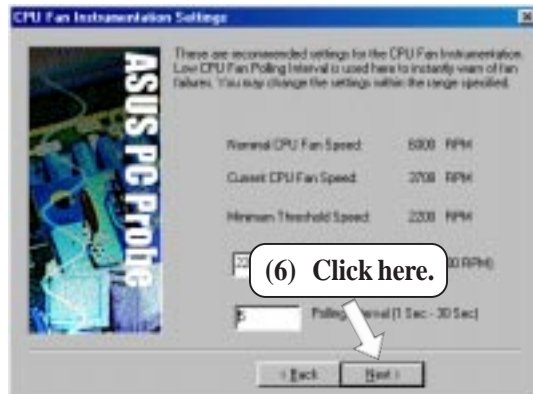 CPU Fan Instrumentation Settings
ASUS PC Probe
These are recommended settings for the CPU Fan Instrumentation.
Low CPU Fan Polling Interval is used here to instantly warn of fan
failures. You may change the settings within the range specified.
Nominal CPU Fan Speed: 6000 RPM
Current CPU Fan Speed: 3708 RPM
Minimum Threshold Speed: 2200 RPM
(6) Click here.
5 Polling (1 Sec - 30 Sec)
< Back Next >